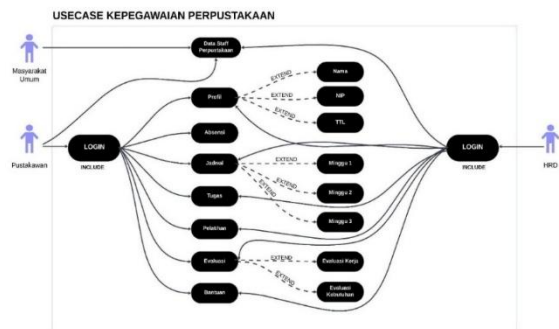 USECASE KEPEGAWAIAN PERPUSTAKAAN
Data Staff
Perpustakaan
Masyarakat
Umum
Profil
EXTEND
Nama
EXTEND
NIP
EXTEND
TTL
Pustakawan
LOGIN
INCLUDE
Absensi
LOGIN
INCLUDE
HRD
Jadwal
EXTEND
Minggu 1
EXTEND
Minggu 2
EXTEND
Minggu 3
Tugas
Pelatihan
Evaluasi
EXTEND
Evaluasi Kerja
EXTEND
Evaluasi
Kebutuhan
Bantuan